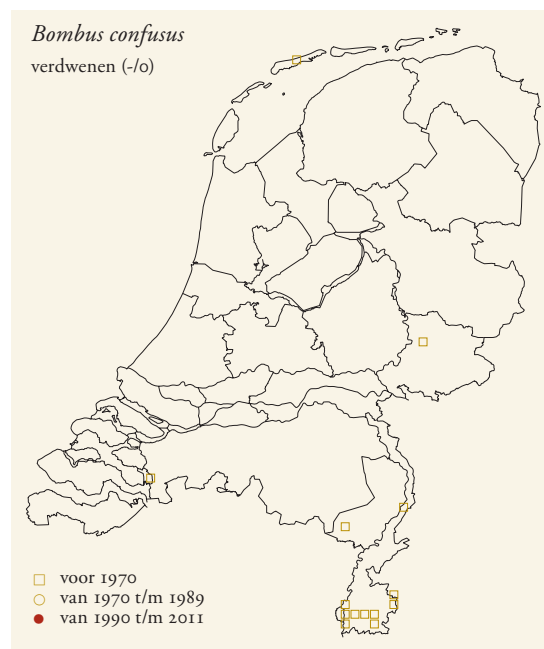 Bombus confusus
verdwenen (-/0)
voor 1970
van 1970 t/m 1989
van 1990 t/m 2011